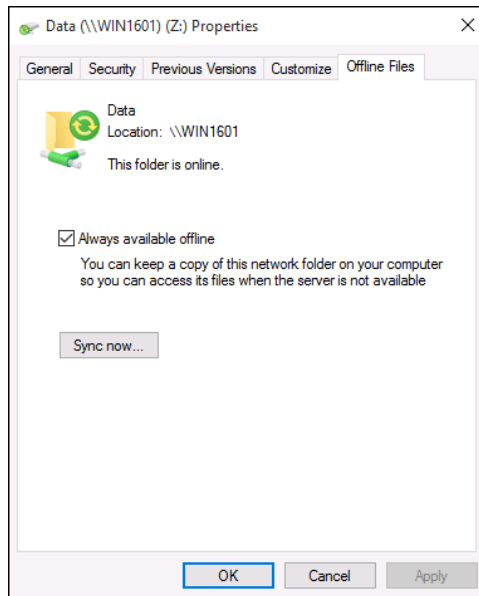 Data (\\WIN1601) (Z:) Properties
General Security Previous Versions Customize Offline Files
Data
Location: \\WIN1601
This folder is online.
Always available offline
You can keep a copy of this network folder on your computer
so you can access its files when the server is not available
Sync now...
OK Cancel Apply